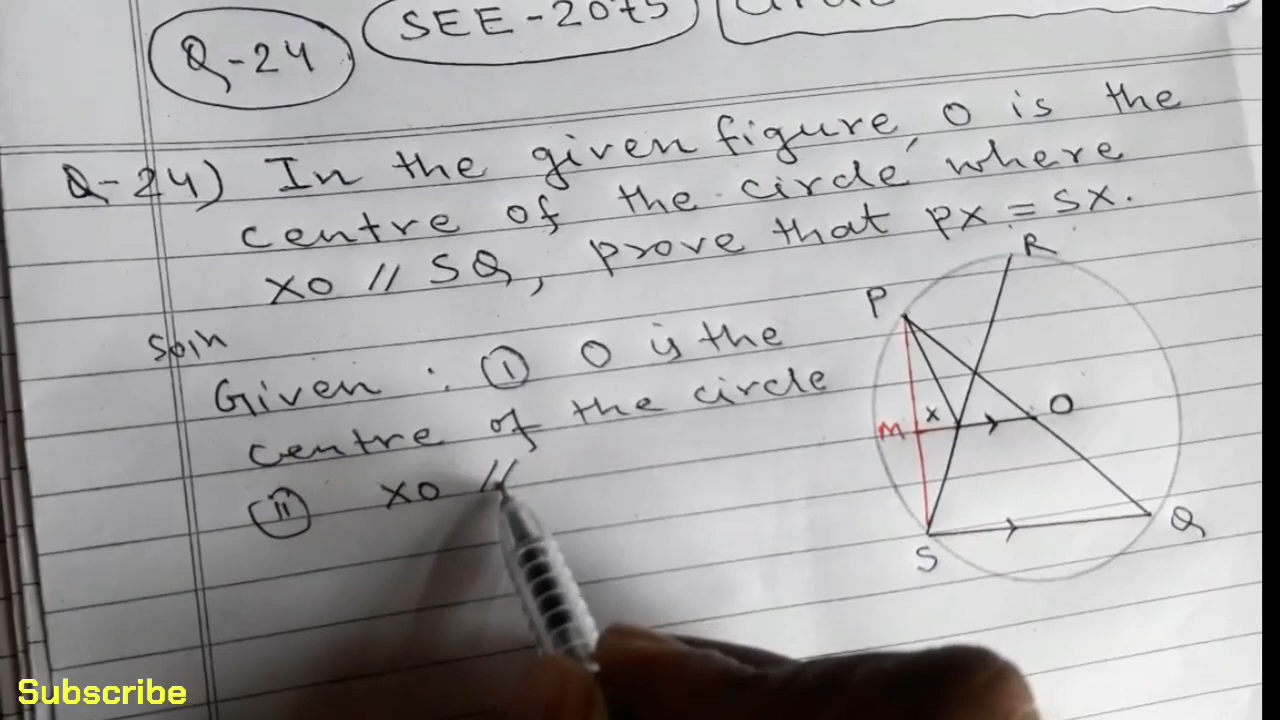 Q-24
SEE-2075
Q-24) In the given figure, O is the
centre of the circle where
XO // SQ, prove that PX = SX.
Soln
Given : (i) O is the
centre of the circle
(ii) XO //
R
P
O
M
X
S
Q
Subscribe